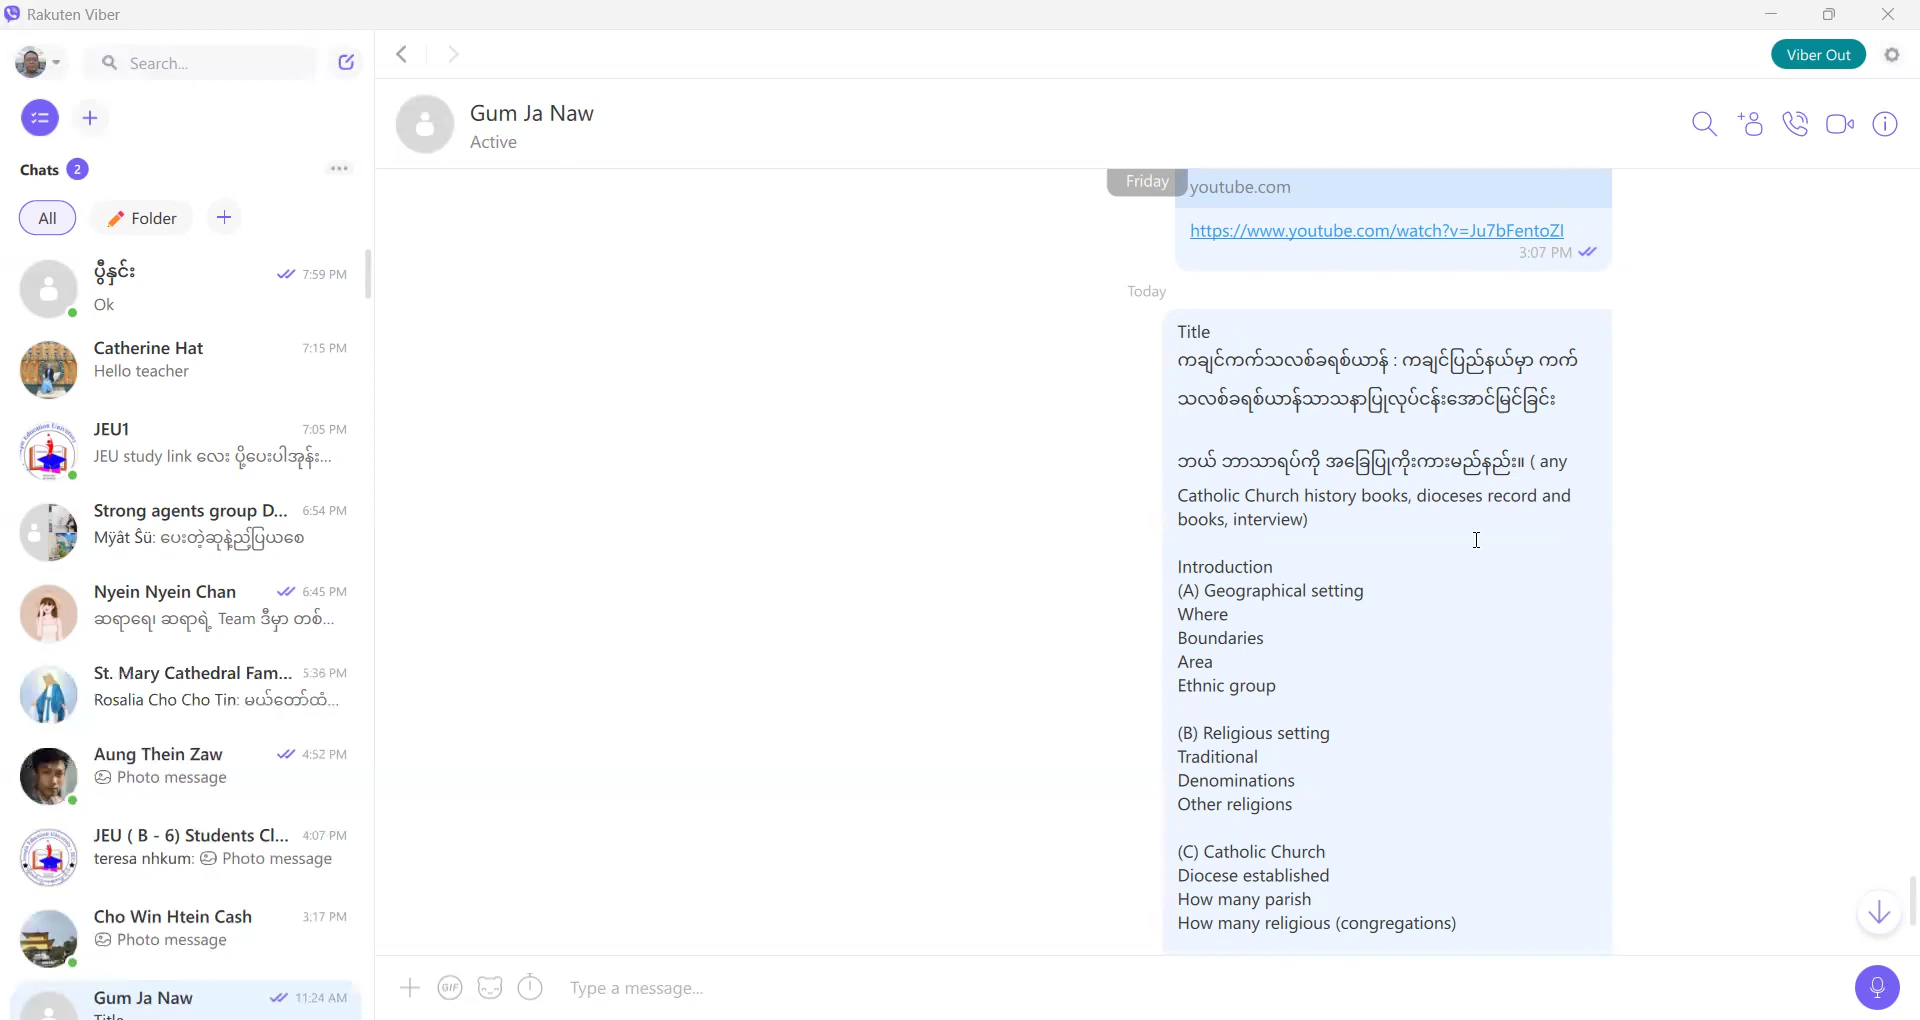 Rakuten Viber
Search...
Viber Out
Gum Ja Naw
Active
Chats 2
All
Folder
ပွီနှင်း
7:59 PM
Ok
Catherine Hat
7:15 PM
Hello teacher
JEU1
7:05 PM
JEU study link လေး ပို့ပေးပါအုန်း...
Strong agents group D...
6:54 PM
Mÿât Ŝü: ပေးတဲ့ဆုနဲ့ည့်ပြယစေ
Nyein Nyein Chan
6:45 PM
ဆရာရေ၊ ဆရာရဲ့ Team ဒီမှာ တစ်...
St. Mary Cathedral Fam...
5:36 PM
Rosalia Cho Cho Tin: မယ်တော်ထံ...
Aung Thein Zaw
4:52 PM
Photo message
JEU ( B - 6) Students Cl...
4:07 PM
teresa nhkum: Photo message
Cho Win Htein Cash
3:17 PM
Photo message
Gum Ja Naw
11:24 AM
Friday
youtube.com
https://www.youtube.com/watch?v=Ju7bFentoZI
3:07 PM
Today
Title
ကချင်ကက်သလစ်ခရစ်ယာန် : ကချင်ပြည်နယ်မှာ ကက်
သလစ်ခရစ်ယာန်သာသနာပြုလုပ်ငန်းအောင်မြင်ခြင်း
ဘယ် ဘာသာရပ်ကို အခြေပြုကိုးကားမည်နည်း။ ( any
Catholic Church history books, dioceses record and
books, interview)
Introduction
(A) Geographical setting
Where
Boundaries
Area
Ethnic group
(B) Religious setting
Traditional
Denominations
Other religions
(C) Catholic Church
Diocese established
How many parish
How many religious (congregations)
GIF
Type a message...